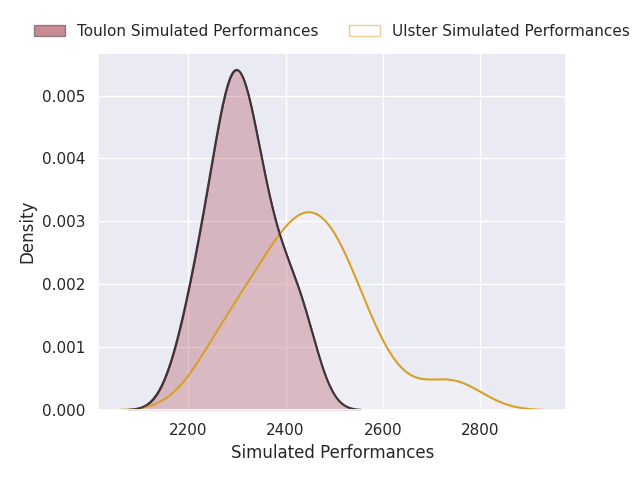 Toulon Simulated Performances
Ulster Simulated Performances
0.005
0.004
0.003
0.002
0.001
0.000
Density
2200
2400
2600
2800
Simulated Performances